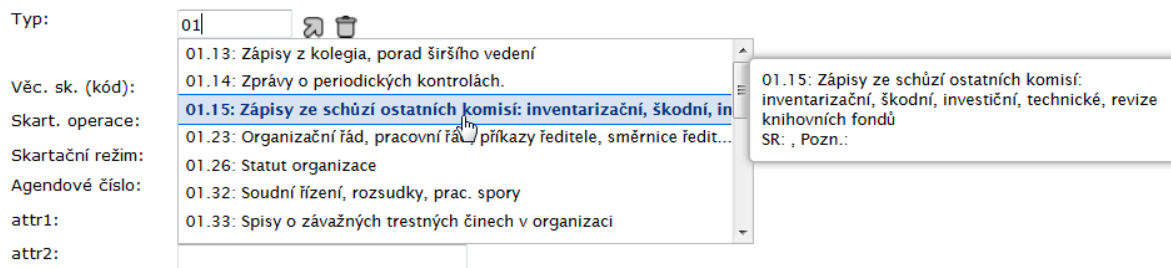 Typ:
01
01.13: Zápisy z kolegia, porad širšího vedení
01.14: Zprávy o periodických kontrolách.
Věc. sk. (kód):
01.15: Zápisy ze schůzí ostatních komisí: inventarizační, škodní, in
Skart. operace:
01.23: Organizační řád, pracovní řád, příkazy ředitele, směrnice ředit...
Skartační režim:
01.26: Statut organizace
Agendové číslo:
01.32: Soudní řízení, rozsudky, prac. spory
attr1:
01.33: Spisy o závažných trestných činech v organizaci
attr2:
01.15: Zápisy ze schůzí ostatních komisí:
inventarizační, škodní, investiční, technické, revize
knihovních fondů
SR: , Pozn.: